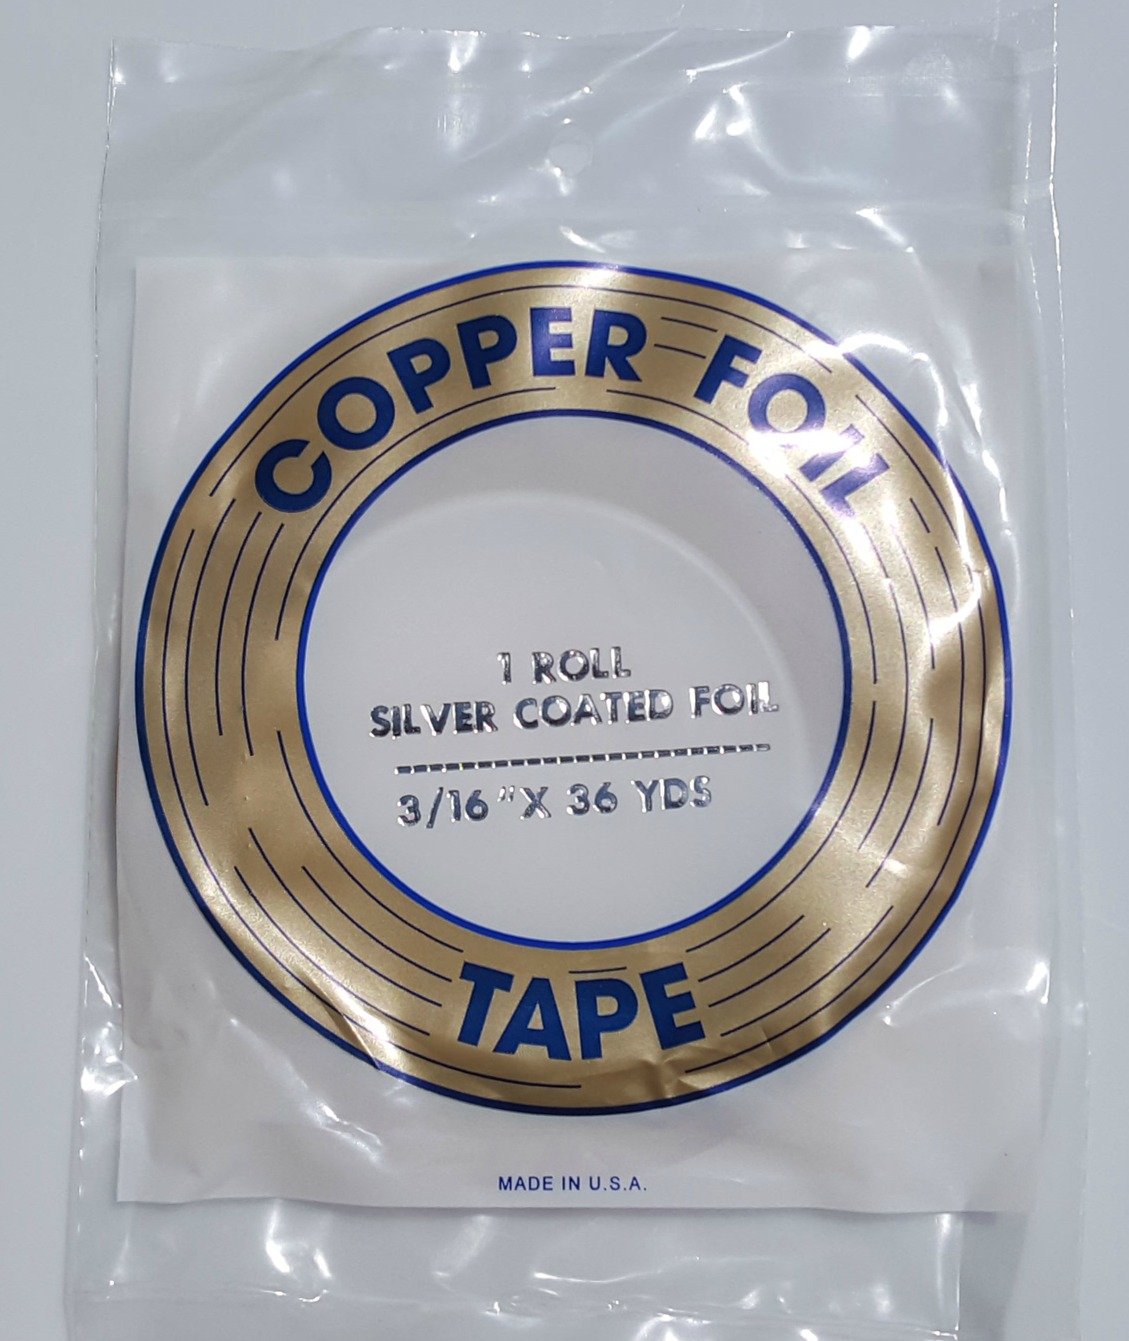 COPPER FOIL
1 ROLL
SILVER COATED FOIL
3/16"X 36 YDS
TAPE
MADE IN U.S.A.